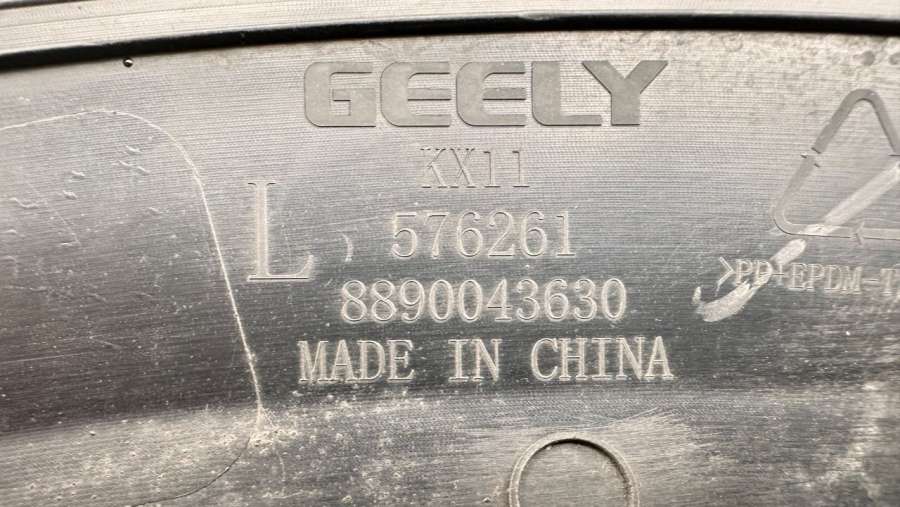 GEELY
KX11
L
576261
8890043630
>PP+EPDM-T
MADE IN CHINA